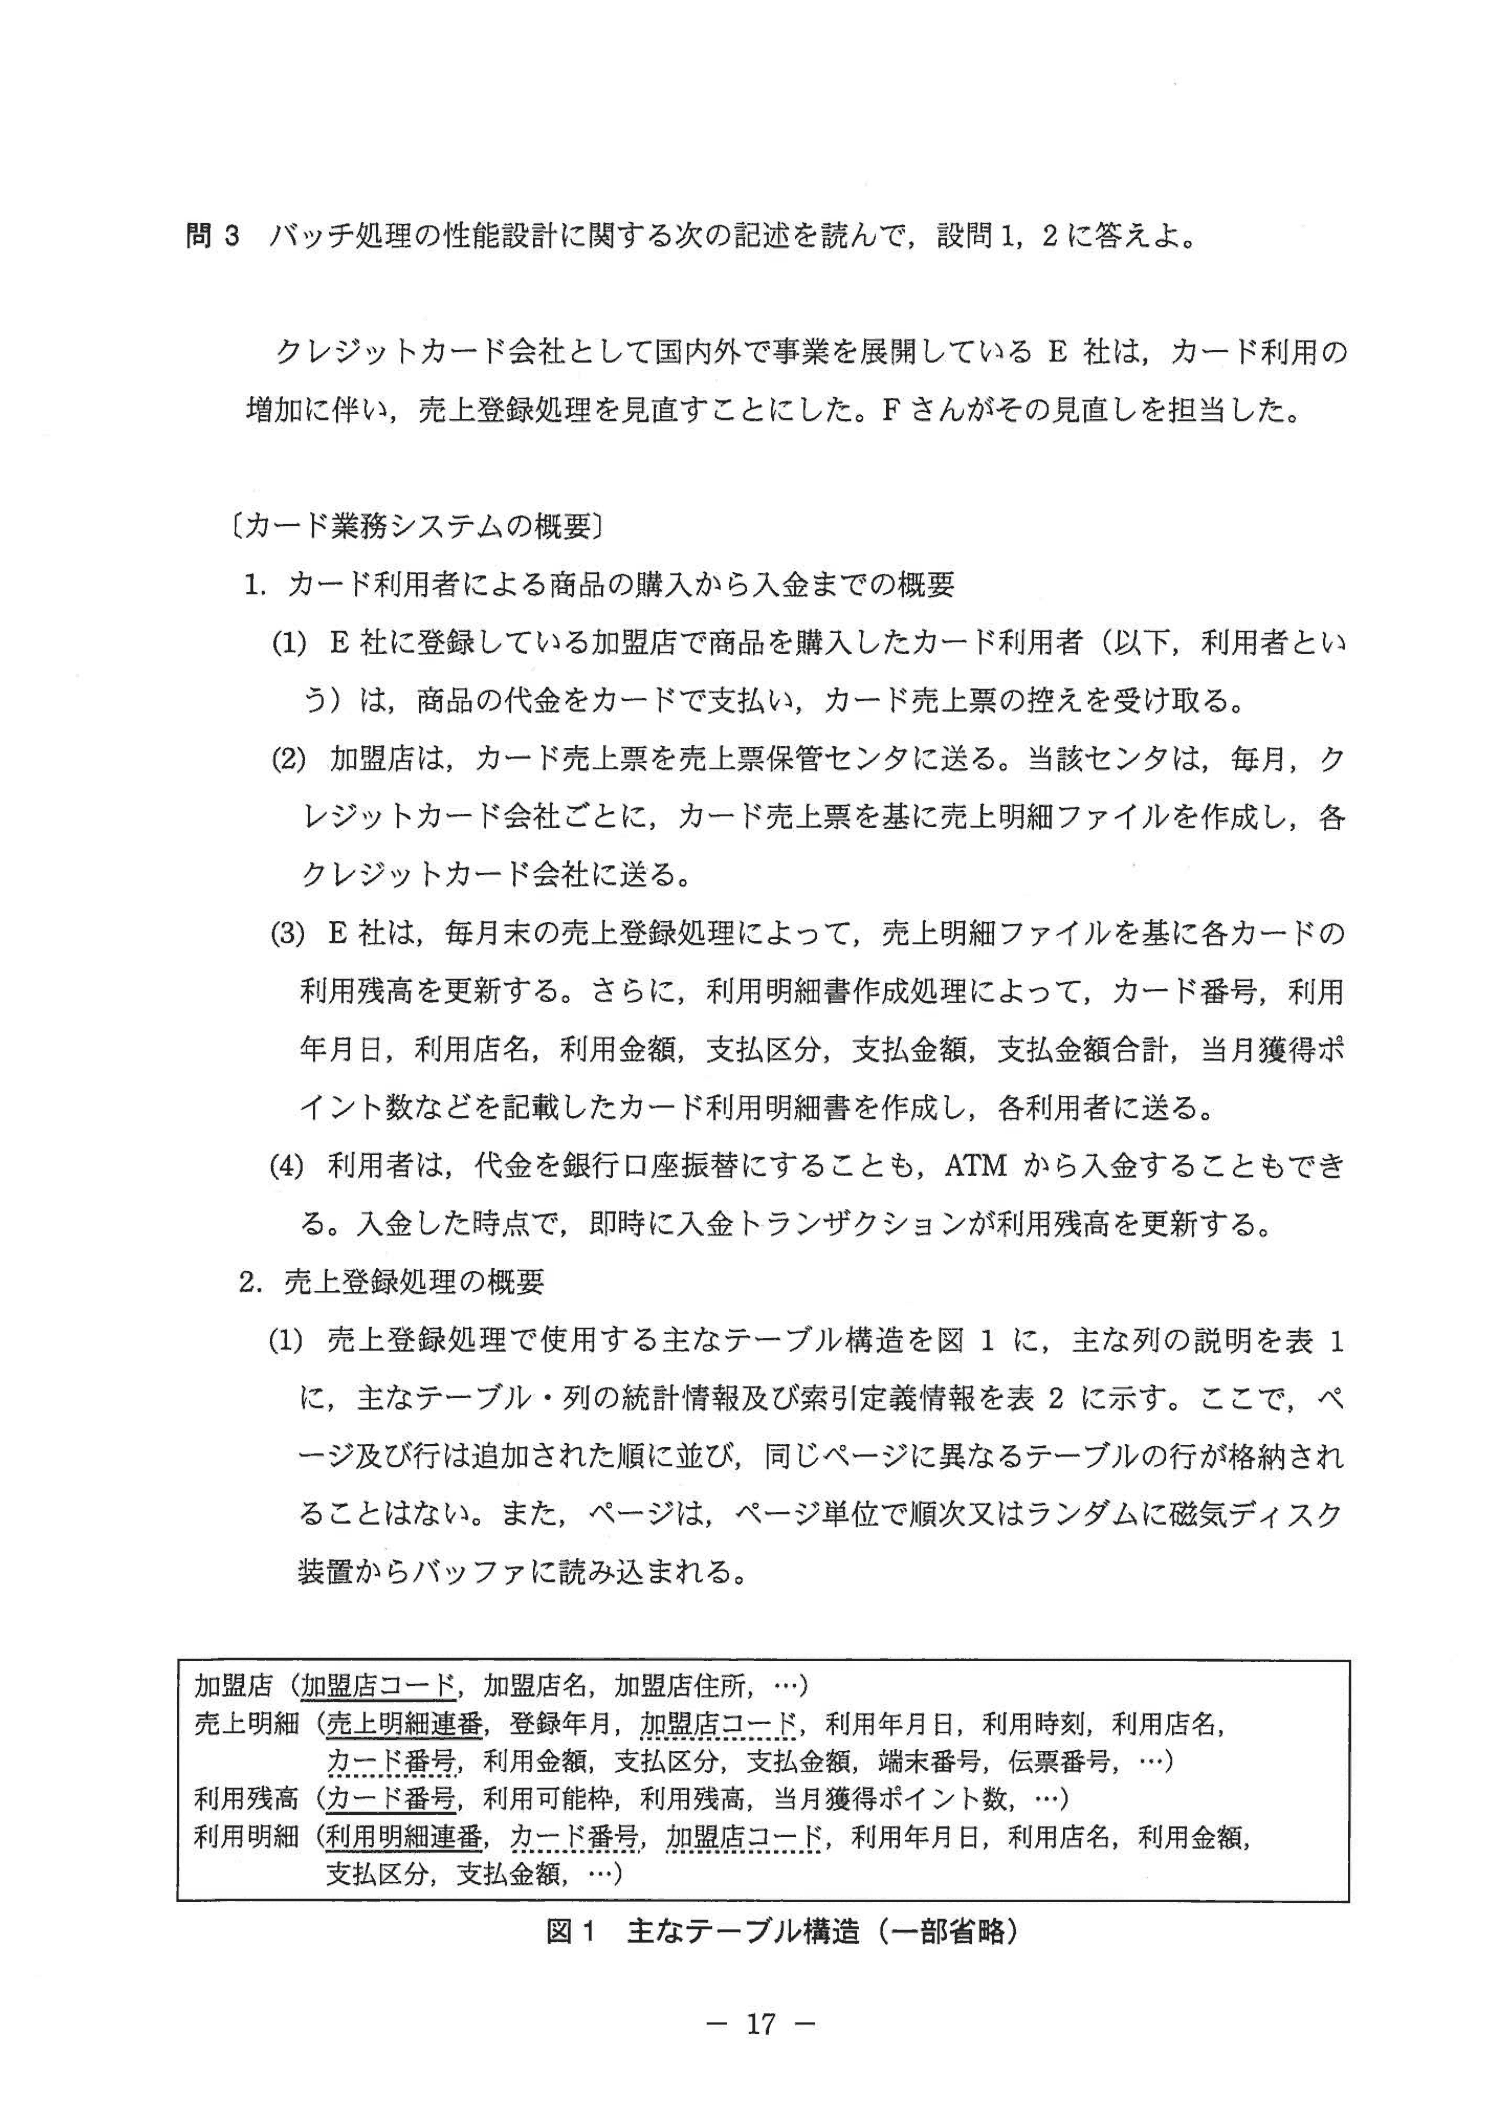 問3 バッチ処理の性能設計に関する次の記述を読んで，設問1，2に答えよ。
クレジットカード会社として国内外で事業を展開している E 社は，カード利用の
増加に伴い，売上登録処理を見直すことにした。F さんがその見直しを担当した。
〔カード業務システムの概要〕
1. カード利用者による商品の購入から入金までの概要
(1) E 社に登録している加盟店で商品を購入したカード利用者（以下，利用者とい
う）は，商品の代金をカードで支払い，カード売上票の控えを受け取る。
(2) 加盟店は，カード売上票を売上票保管センタに送る。当該センタは，毎月，ク
レジットカード会社ごとに，カード売上票を基に売上明細ファイルを作成し，各
クレジットカード会社に送る。
(3) E 社は，毎月末の売上登録処理によって，売上明細ファイルを基に各カードの
利用残高を更新する。さらに，利用明細書作成処理によって，カード番号，利用
年月日，利用店名，利用金額，支払区分，支払金額，支払金額合計，当月獲得ポ
イント数などを記載したカード利用明細書を作成し，各利用者に送る。
(4) 利用者は，代金を銀行口座振替にすることも，ATM から入金することもでき
る。入金した時点で，即時に入金トランザクションが利用残高を更新する。
2. 売上登録処理の概要
(1) 売上登録処理で使用する主なテーブル構造を図 1 に，主な列の説明を表 1
に，主なテーブル・列の統計情報及び索引定義情報を表 2 に示す。ここで，ペ
ージ及び行は追加された順に並び，同じページに異なるテーブルの行が格納され
ることはない。また，ページは，ページ単位で順次又はランダムに磁気ディスク
装置からバッファに読み込まれる。
加盟店（加盟店コード，加盟店名，加盟店住所，…）
売上明細（売上明細連番，登録年月，加盟店コード，利用年月日，利用時刻，利用店名，
カード番号，利用金額，支払区分，支払金額，端末番号，伝票番号，…）
利用残高（カード番号，利用可能枠，利用残高，当月獲得ポイント数，…）
利用明細（利用明細連番，カード番号，加盟店コード，利用年月日，利用店名，利用金額，
支払区分，支払金額，…）
図1 主なテーブル構造（一部省略）
－ 17 －